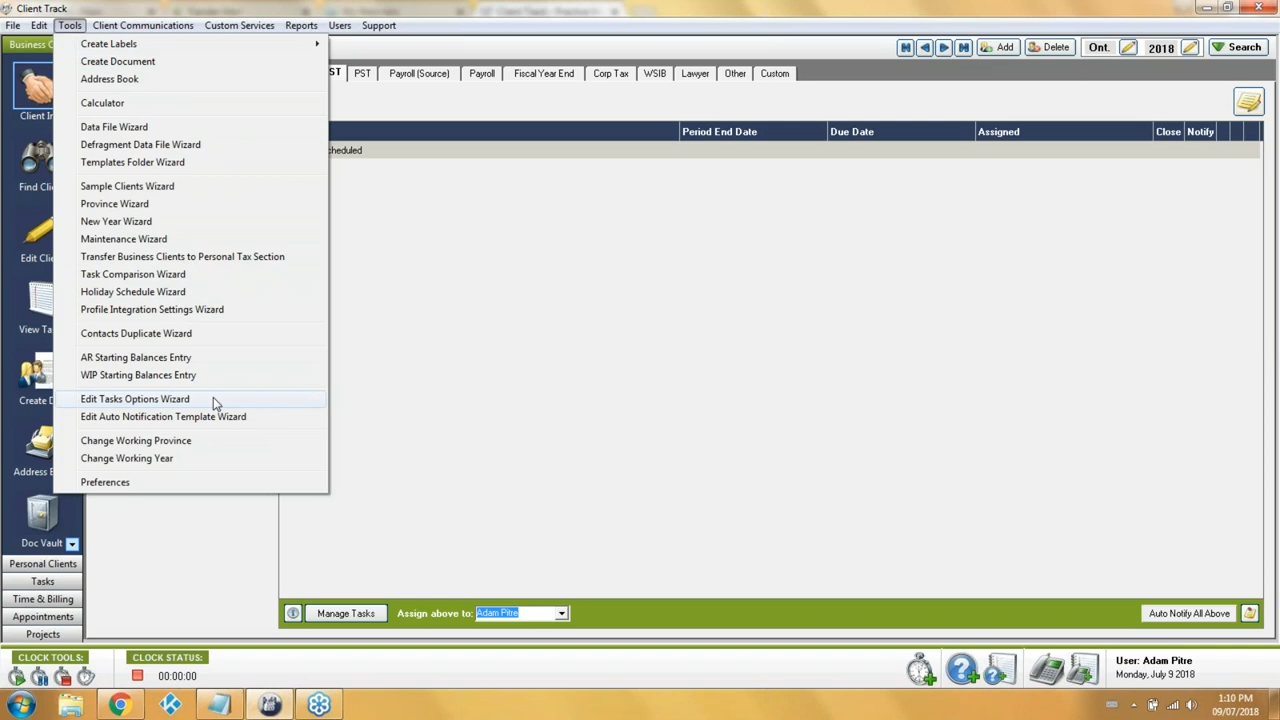 Client Track
File Edit Tools Client Communications Custom Services Reports Users Support
Business C
Add Delete Ont. 2018 Search
Create Labels
Create Document
Address Book
Calculator
Data File Wizard
Defragment Data File Wizard
Templates Folder Wizard
Sample Clients Wizard
Province Wizard
New Year Wizard
Maintenance Wizard
Transfer Business Clients to Personal Tax Section
Task Comparison Wizard
Holiday Schedule Wizard
Profile Integration Settings Wizard
Contacts Duplicate Wizard
AR Starting Balances Entry
WIP Starting Balances Entry
Edit Tasks Options Wizard
Edit Auto Notification Template Wizard
Change Working Province
Change Working Year
Preferences
ST PST Payroll (Source) Payroll Fiscal Year End Corp Tax WSIB Lawyer Other Custom
Period End Date Due Date Assigned Close Notify
cheduled
Client In
Find Clie
Edit Clie
View Ta
Create D
Address B
Doc Vault
Personal Clients
Tasks
Time & Billing
Appointments
Projects
Manage Tasks Assign above to: Adam Pitre Auto Notify All Above
CLOCK TOOLS: CLOCK STATUS:
00:00:00
User: Adam Pitre
Monday, July 9 2018
1:10 PM
09/07/2018